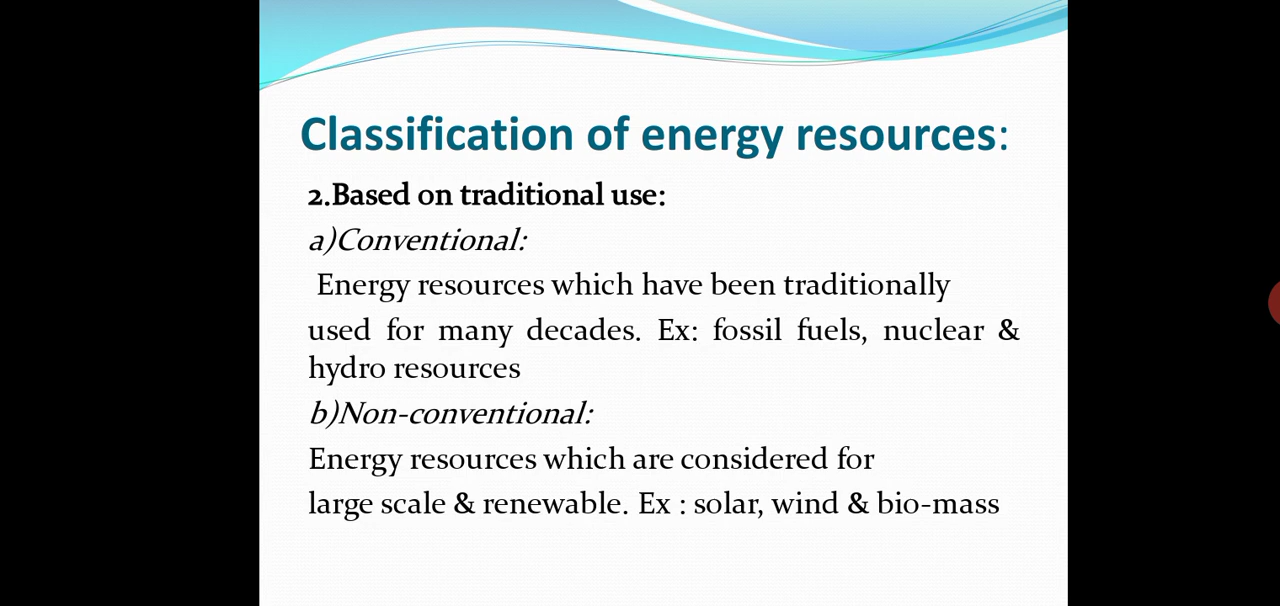 Classification of energy resources:
2.Based on traditional use:
a)Conventional:
Energy resources which have been traditionally
used for many decades. Ex: fossil fuels, nuclear &
hydro resources
b)Non-conventional:
Energy resources which are considered for
large scale & renewable. Ex : solar, wind & bio-mass